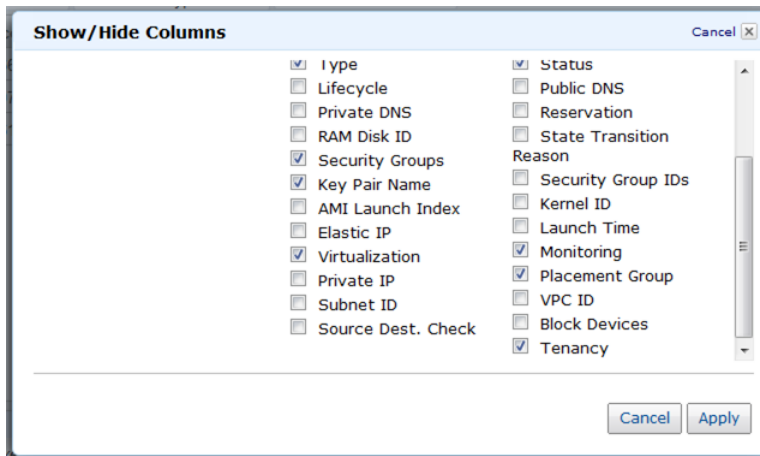 Show/Hide Columns
Cancel
Type
Lifecycle
Private DNS
RAM Disk ID
Security Groups
Key Pair Name
AMI Launch Index
Elastic IP
Virtualization
Private IP
Subnet ID
Source Dest. Check
Status
Public DNS
Reservation
State Transition
Reason
Security Group IDs
Kernel ID
Launch Time
Monitoring
Placement Group
VPC ID
Block Devices
Tenancy
Cancel
Apply